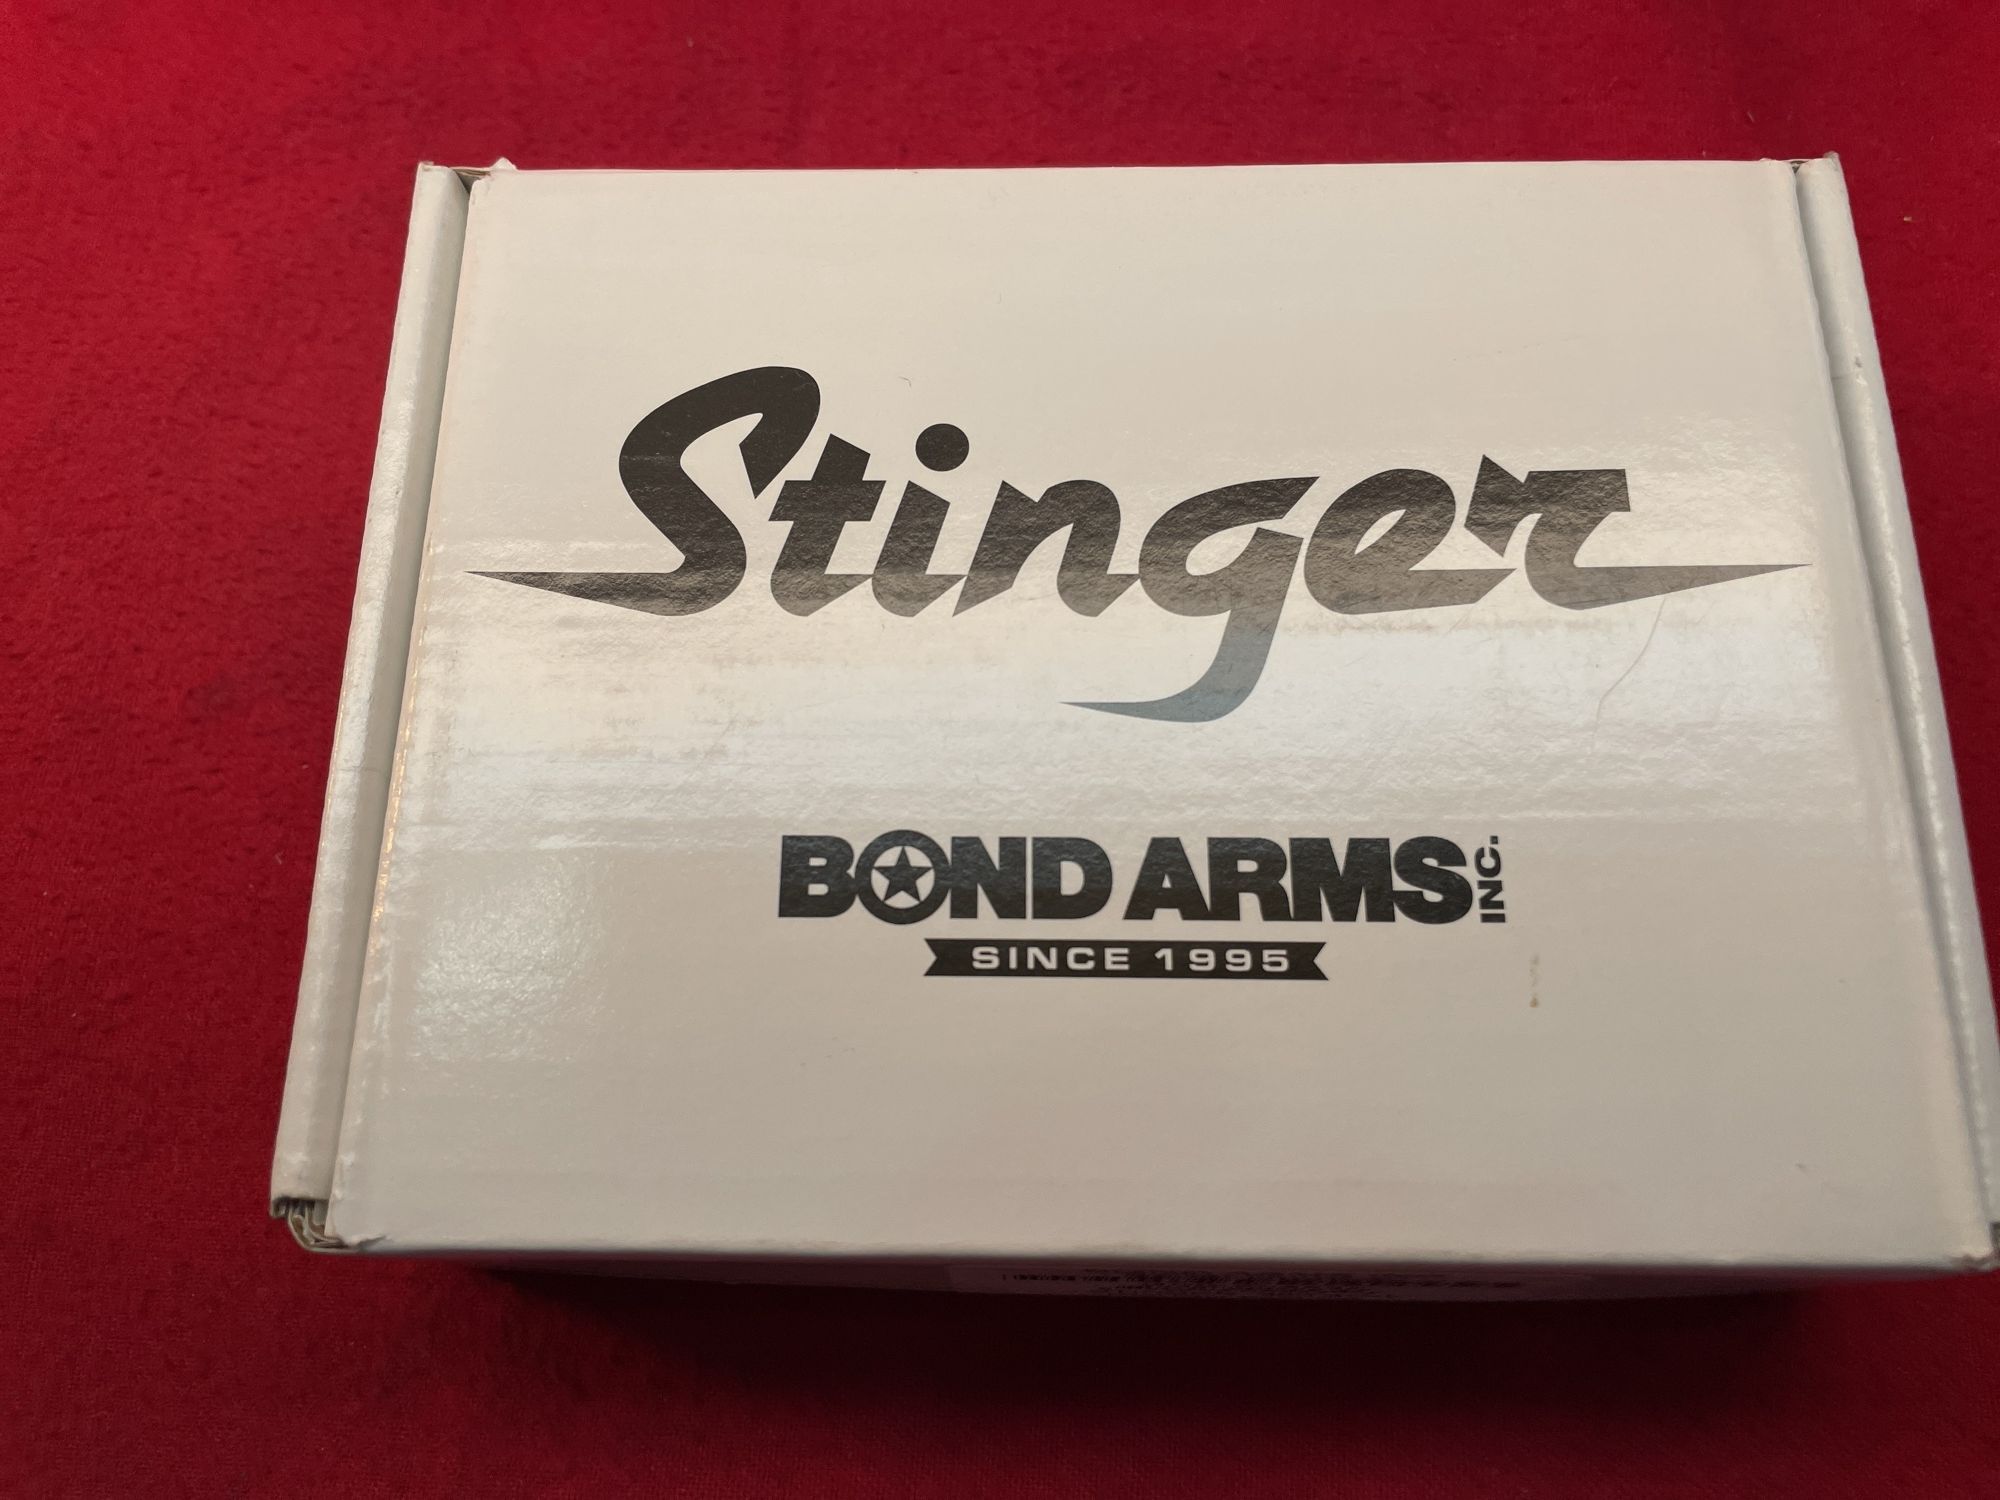 Stinger
BOND ARMS INC.
SINCE 1995